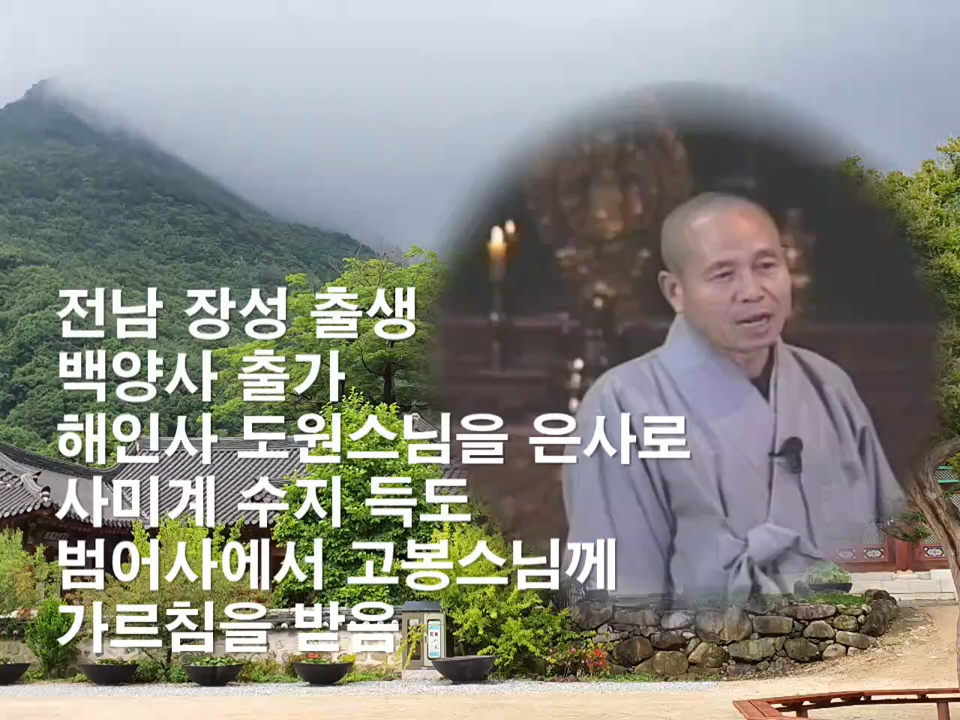 전남 장성 출생
백양사 출가
해인사 도원스님을 은사로
사미계 수지 득도
범어사에서 고봉스님께
가르침을 받음